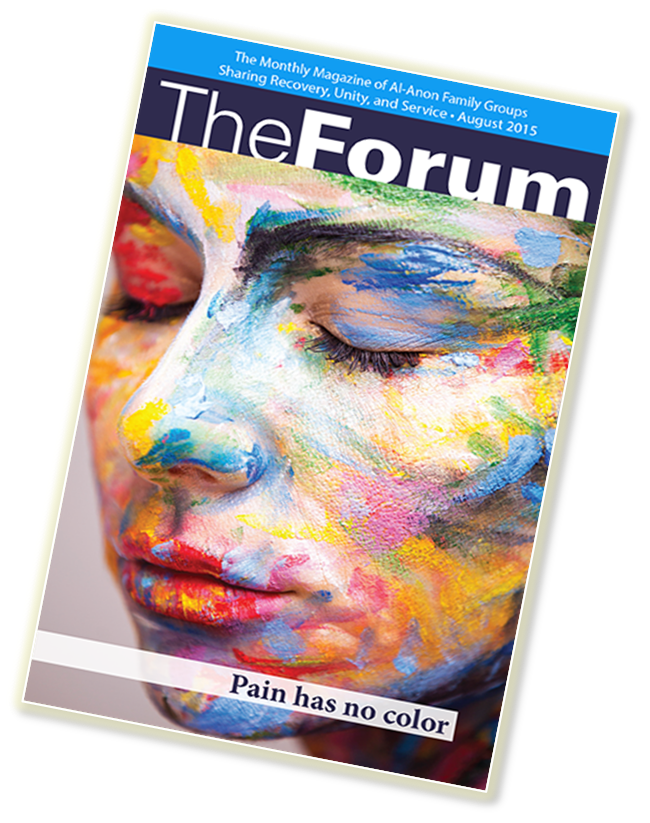 The Monthly Magazine of Al-Anon Family Groups
Sharing Recovery, Unity, and Service • August 2015
TheForum
Pain has no color